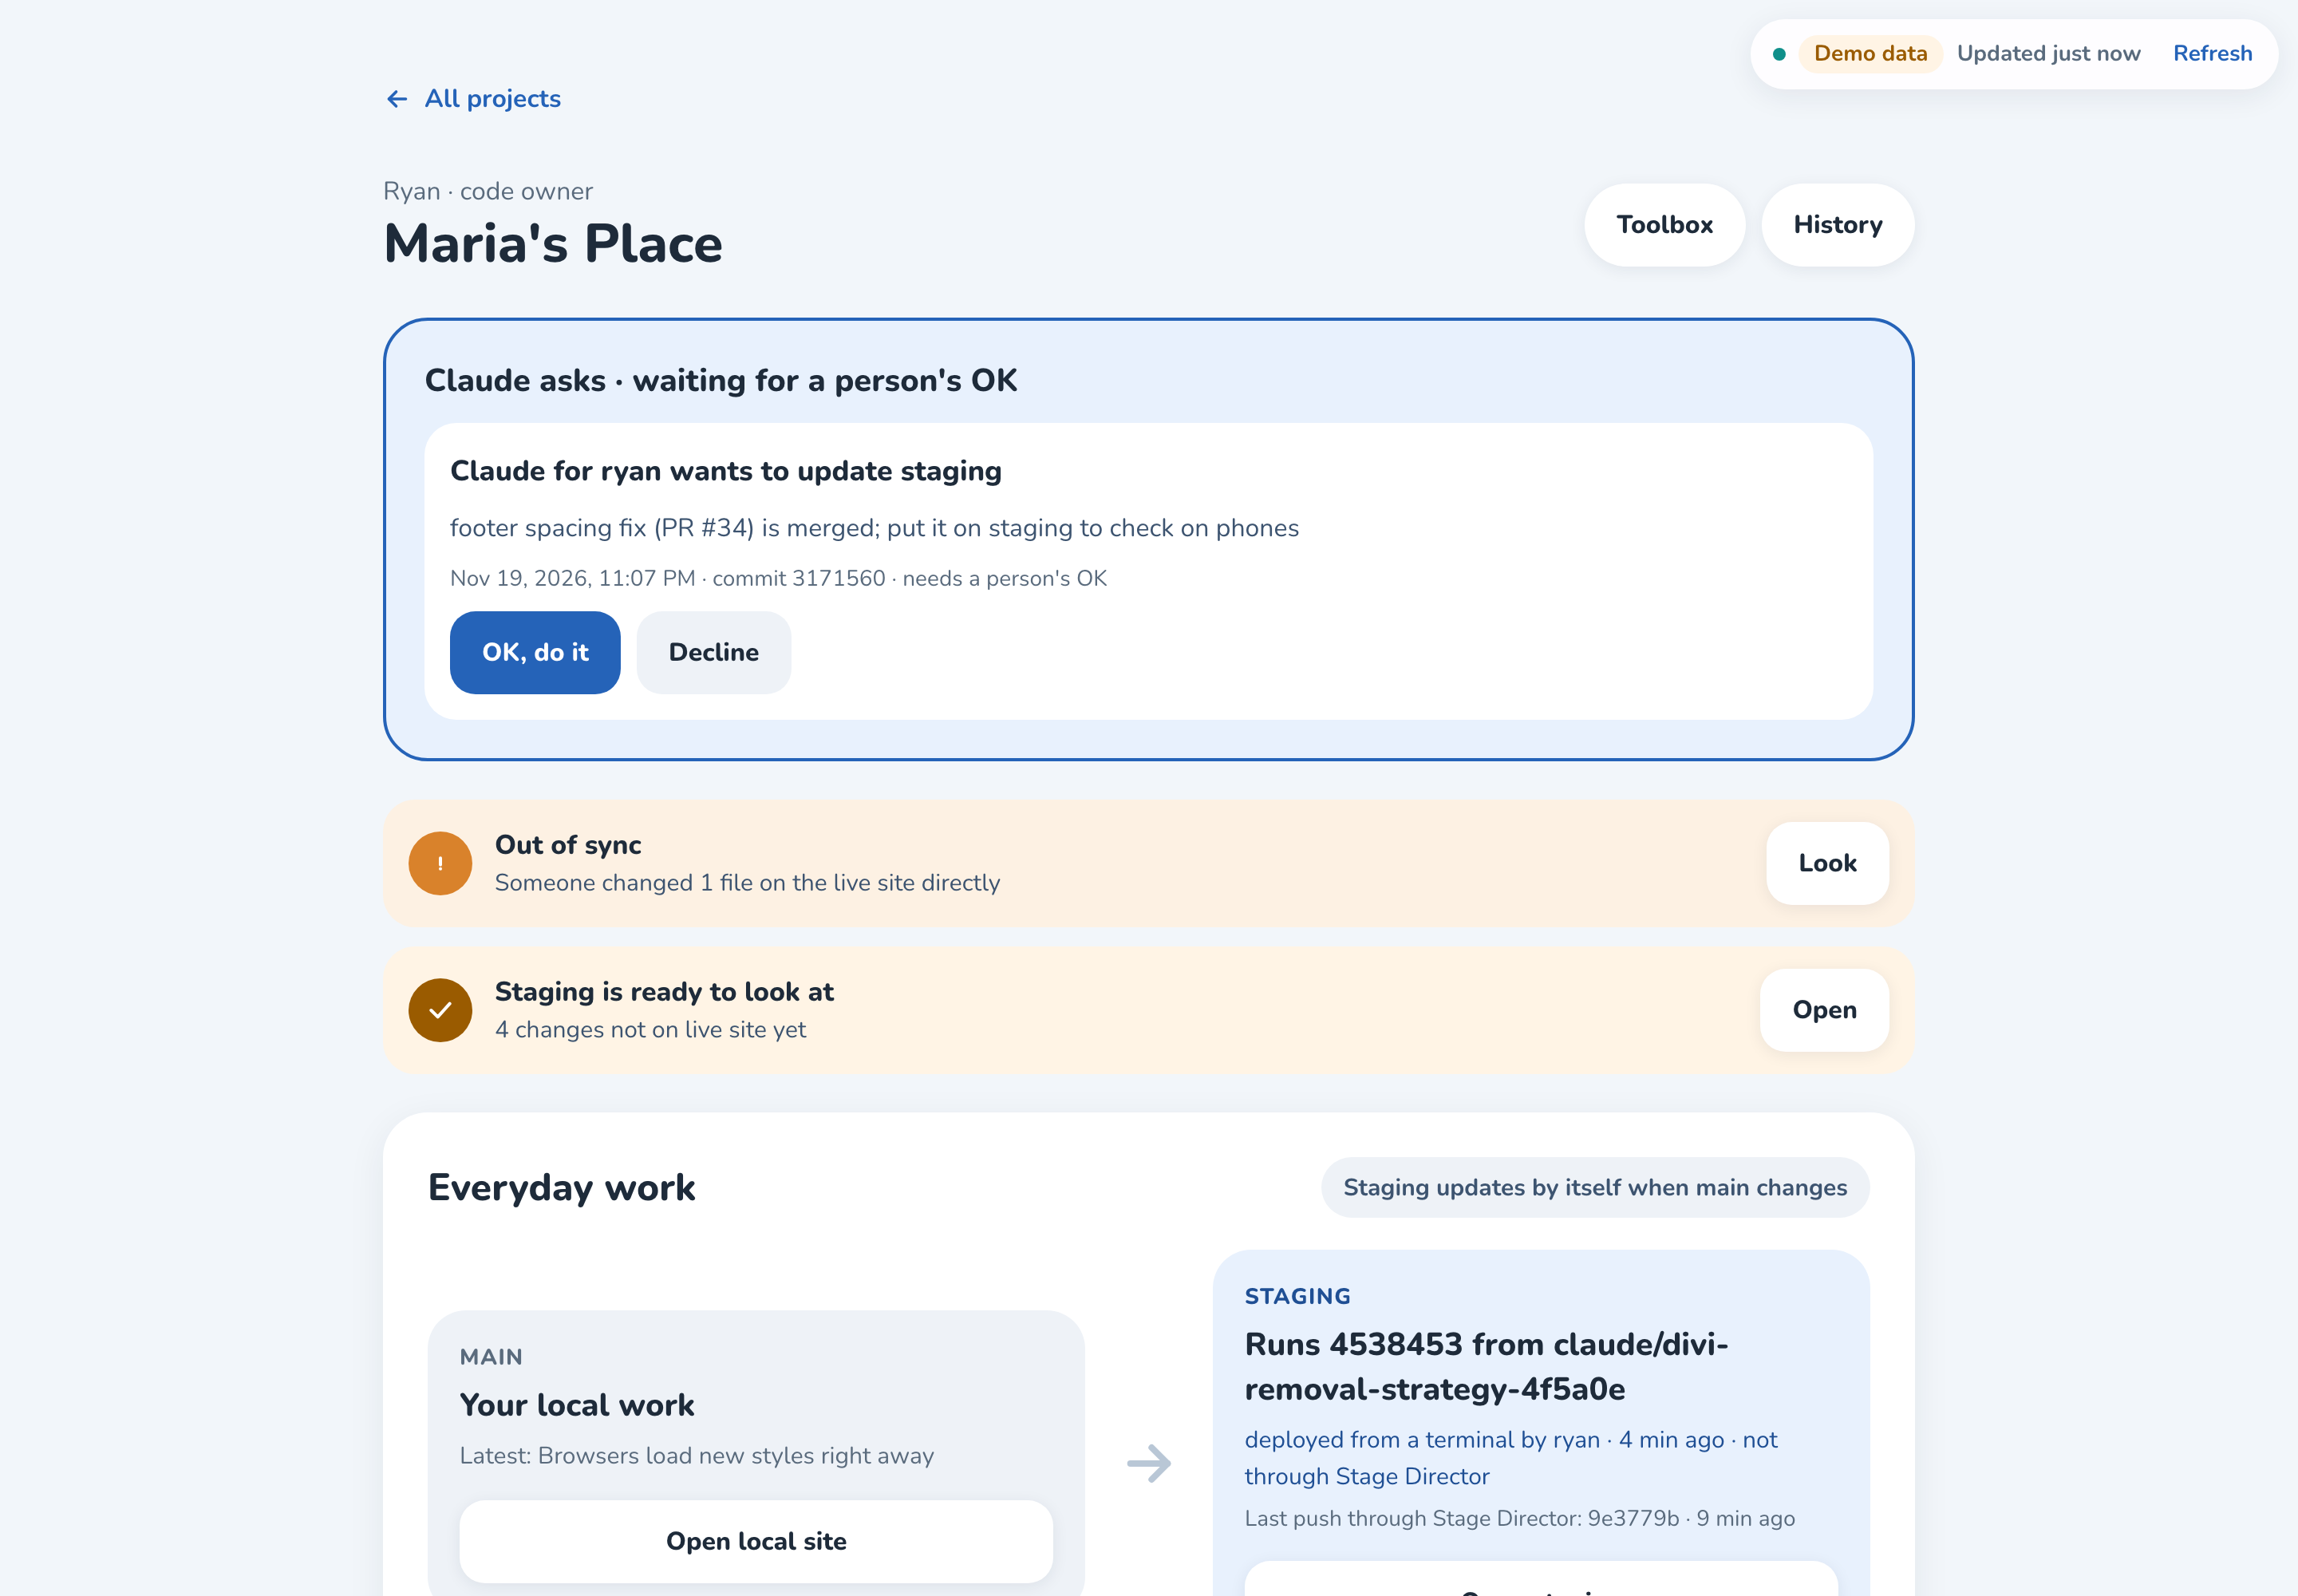 Demo data Updated just now Refresh
All projects
Ryan · code owner
Maria's Place
Toolbox
History
Claude asks · waiting for a person's OK
Claude for ryan wants to update staging
footer spacing fix (PR #34) is merged; put it on staging to check on phones
Nov 19, 2026, 11:07 PM · commit 3171560 · needs a person's OK
OK, do it
Decline
Out of sync
Someone changed 1 file on the live site directly
Look
Staging is ready to look at
4 changes not on live site yet
Open
Everyday work
Staging updates by itself when main changes
MAIN
Your local work
Latest: Browsers load new styles right away
Open local site
STAGING
Runs 4538453 from claude/divi-
removal-strategy-4f5a0e
deployed from a terminal by ryan · 4 min ago · not
through Stage Director
Last push through Stage Director: 9e3779b · 9 min ago